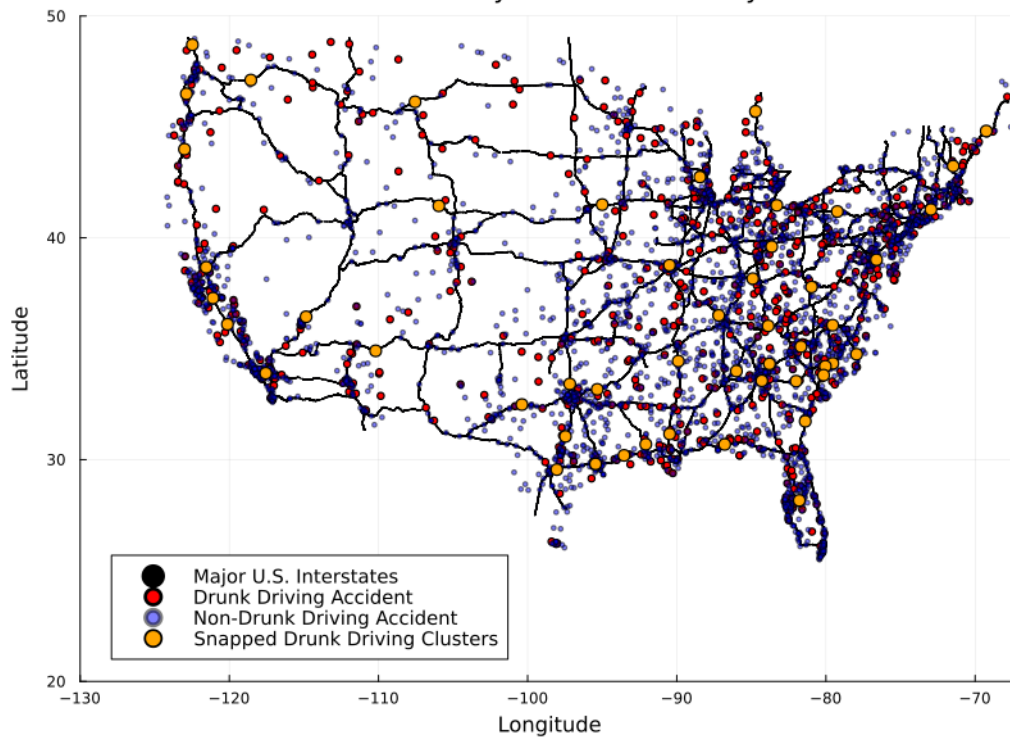 50
40
30
20
Latitude
Major U.S. Interstates
Drunk Driving Accident
Non-Drunk Driving Accident
Snapped Drunk Driving Clusters
−130
−120
−110
−100
−90
−80
−70
Longitude